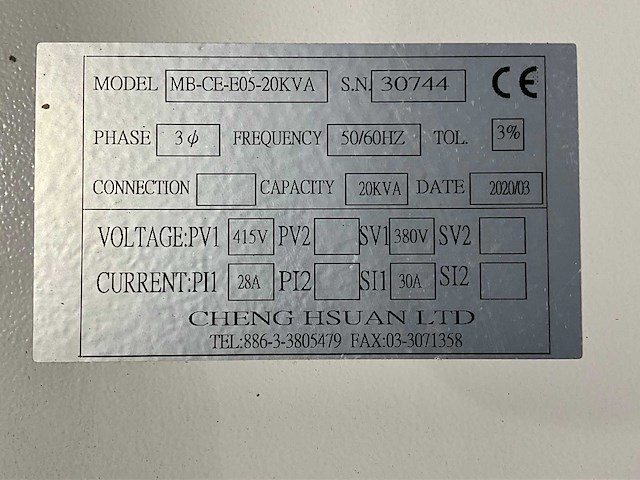 MODEL MB-CE-E05-20KVA S.N. 30744 CE
PHASE 3ϕ FREQUENCY 50/60HZ TOL. 3%
CONNECTION CAPACITY 20KVA DATE 2020/03
VOLTAGE:PV1 415V PV2 SV1 380V SV2
CURRENT:PI1 28A PI2 SI1 30A SI2
CHENG HSUAN LTD
TEL:886-3-3805479 FAX:03-3071358